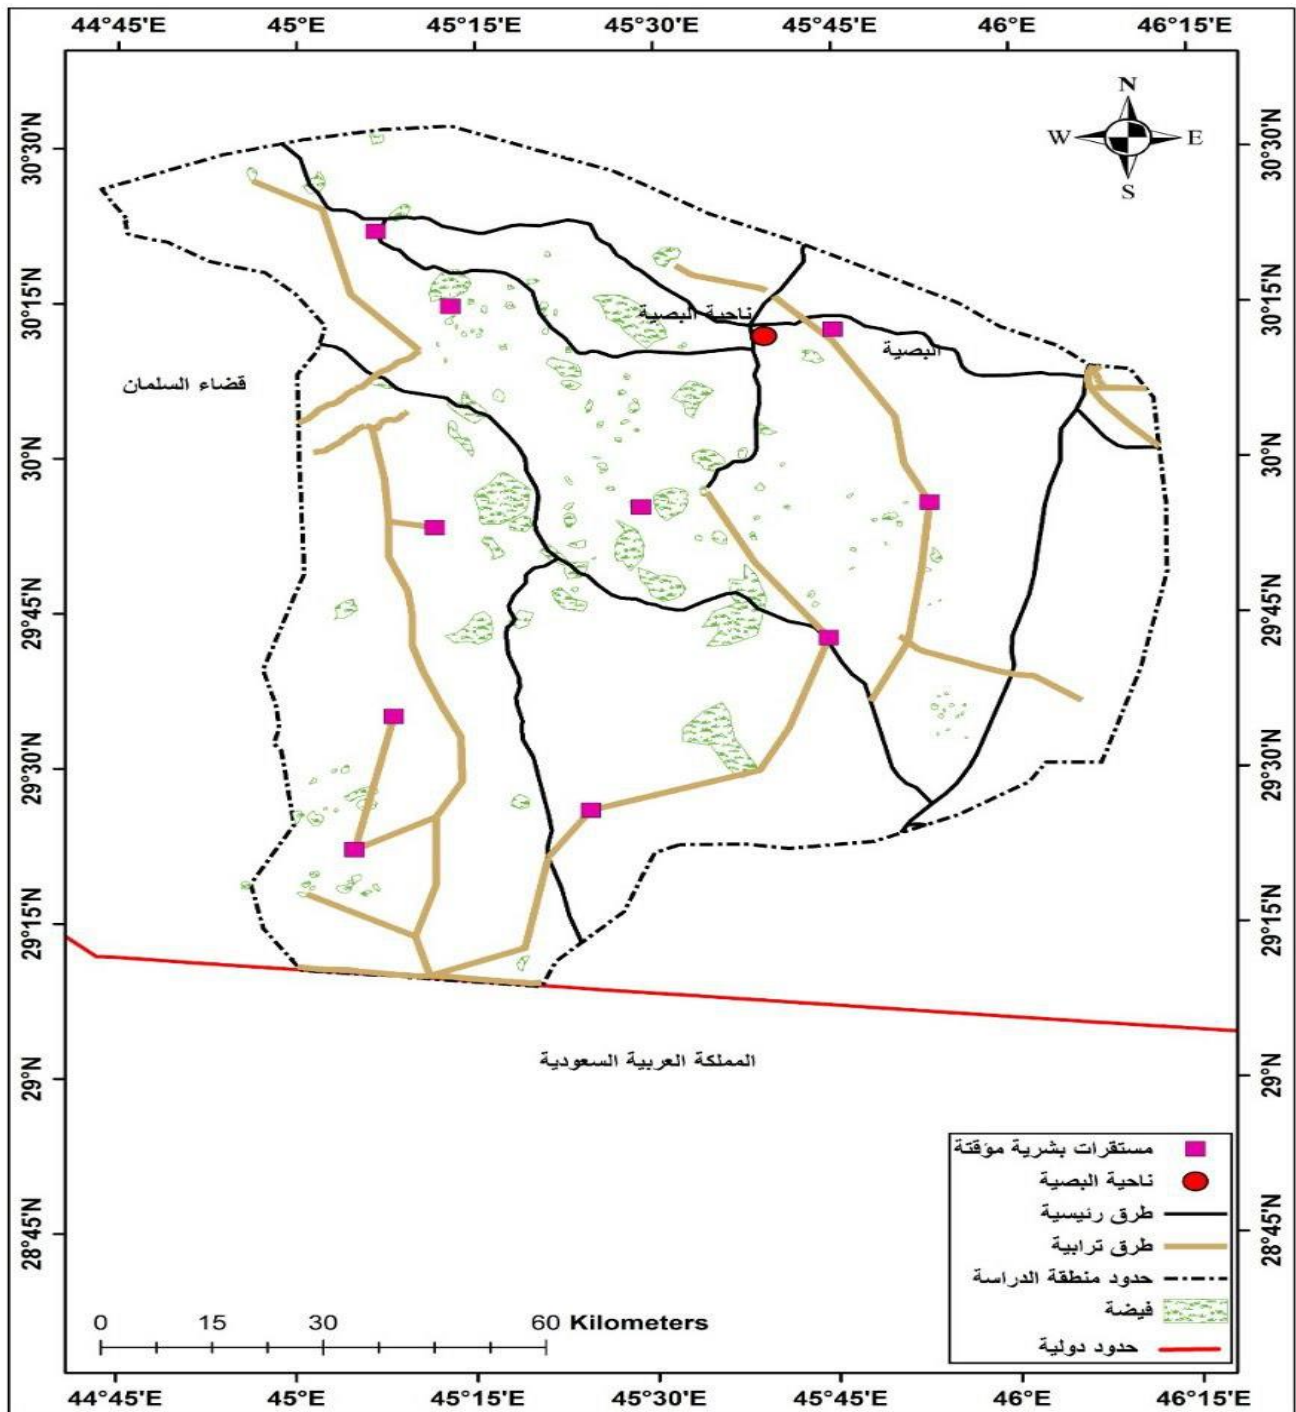 44°45'E 45°E 45°15'E 45°30'E 45°45'E 46°E 46°15'E
30°30'N 30°30'N
N
W E
S
30°15'N 30°15'N
ناحية البصية
البصية
قضاء السلمان
30°N 30°N
29°45'N 29°45'N
29°30'N 29°30'N
29°15'N 29°15'N
المملكة العربية السعودية
29°N 29°N
مستقرات بشرية مؤقتة
ناحية البصية
طرق رئيسية
طرق ترابية
حدود منطقة الدراسة
فيضة
حدود دولية
28°45'N 28°45'N
0 15 30 60 Kilometers
44°45'E 45°E 45°15'E 45°30'E 45°45'E 46°E 46°15'E